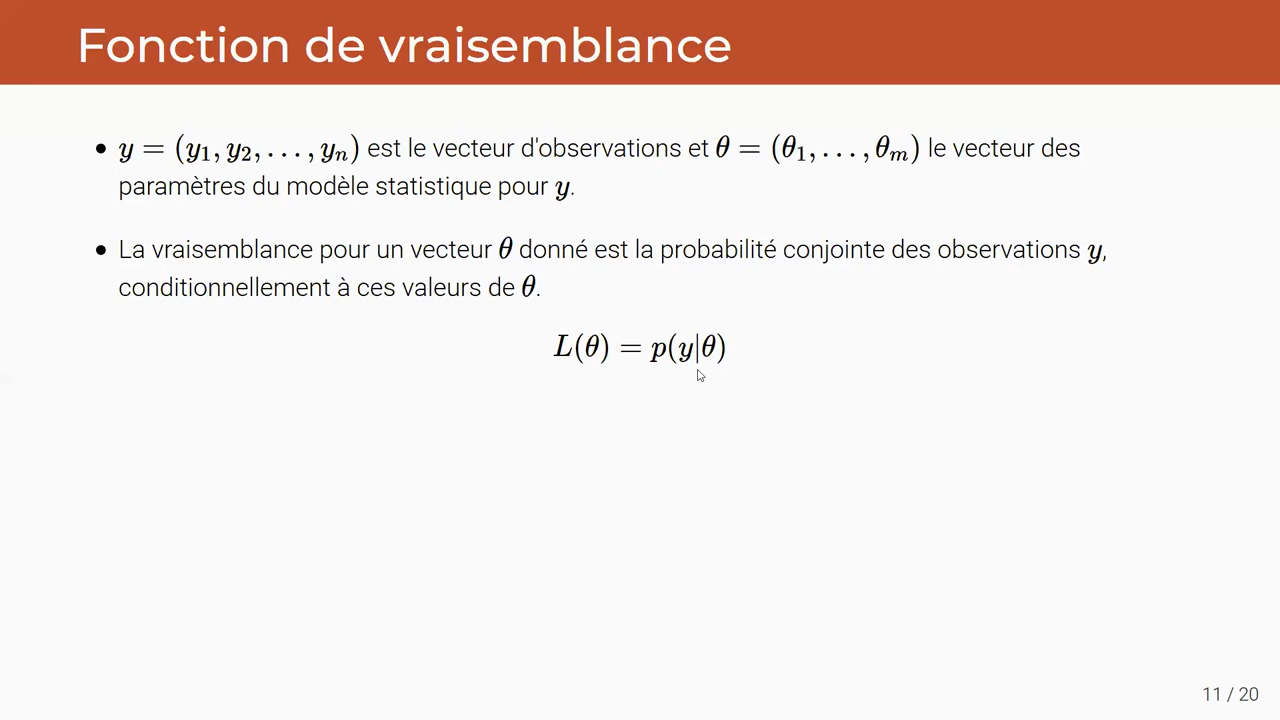 Fonction de vraisemblance
• y = (y₁, y₂, . . . , yₙ) est le vecteur d'observations et θ = (θ₁, . . . , θₘ) le vecteur des
paramètres du modèle statistique pour y.
• La vraisemblance pour un vecteur θ donné est la probabilité conjointe des observations y,
conditionnellement à ces valeurs de θ.
L(θ) = p(y|θ)
11 / 20